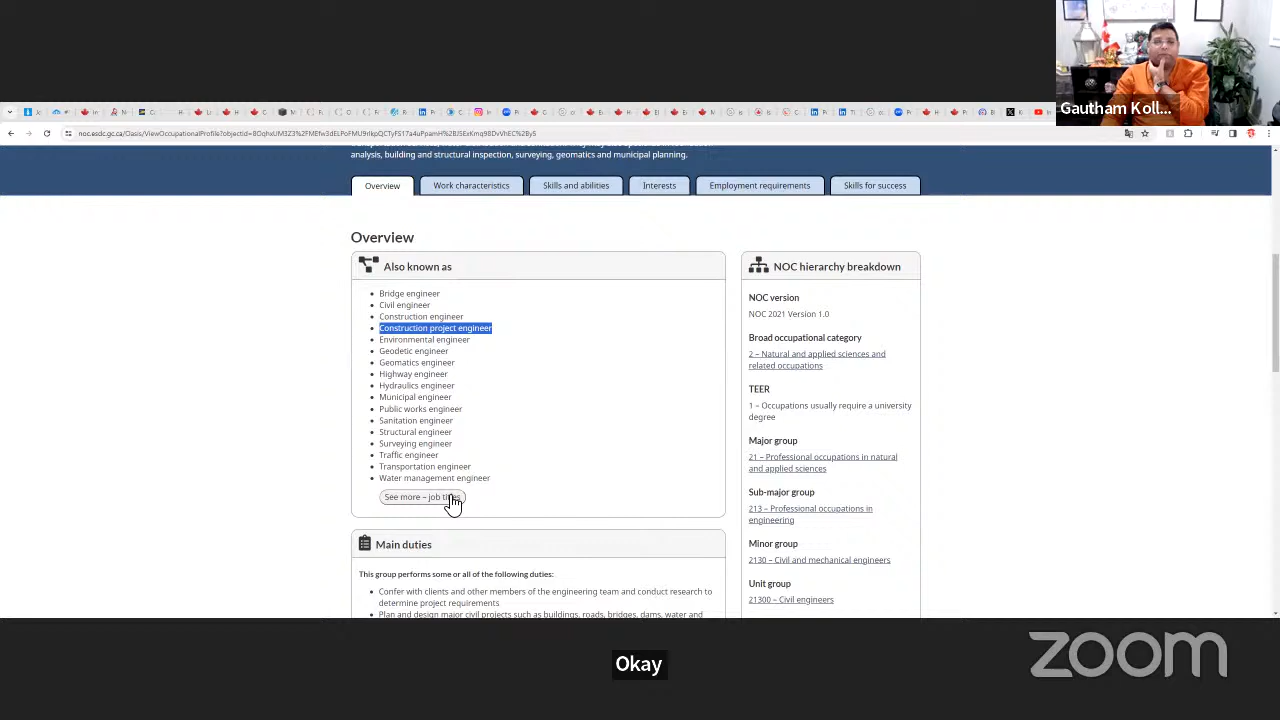 Gautham Koll...
noc.esdc.gc.ca/Oasis/ViewOccupationalProfile?objectid=
analysis, building and structural inspection, surveying, geomatics and municipal planning.
Overview
Work characteristics
Skills and abilities
Interests
Employment requirements
Skills for success
Overview
Also known as
Bridge engineer
Civil engineer
Construction engineer
Construction project engineer
Environmental engineer
Geodetic engineer
Geomatics engineer
Highway engineer
Hydraulics engineer
Municipal engineer
Public works engineer
Sanitation engineer
Structural engineer
Surveying engineer
Traffic engineer
Transportation engineer
Water management engineer
See more – job titles
Main duties
This group performs some or all of the following duties:
Confer with clients and other members of the engineering team and conduct research to
determine project requirements
Plan and design major civil projects such as buildings, roads, bridges, dams, water and
NOC hierarchy breakdown
NOC version
NOC 2021 Version 1.0
Broad occupational category
2 – Natural and applied sciences and
related occupations
TEER
1 – Occupations usually require a university
degree
Major group
21 – Professional occupations in natural
and applied sciences
Sub-major group
213 – Professional occupations in
engineering
Minor group
2130 – Civil and mechanical engineers
Unit group
21300 – Civil engineers
Okay
zoom